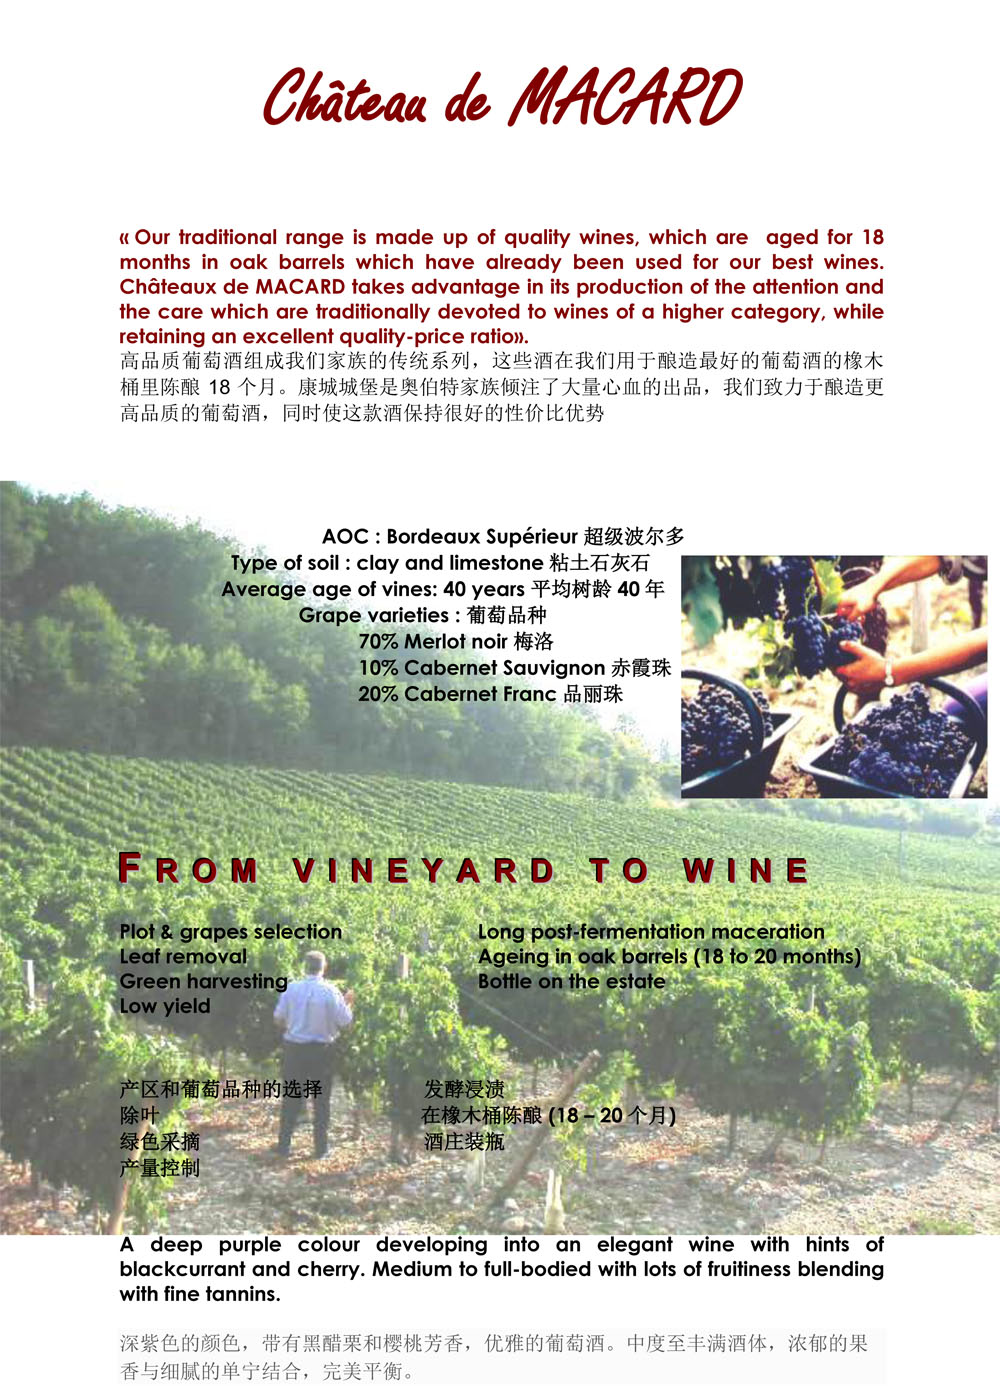 Château de MACARD
« Our traditional range is made up of quality wines, which are aged for 18
months in oak barrels which have already been used for our best wines.
Châteaux de MACARD takes advantage in its production of the attention and
the care which are traditionally devoted to wines of a higher category, while
retaining an excellent quality-price ratio».
高品质葡萄酒组成我们家族的传统系列，这些酒在我们用于酿造最好的葡萄酒的橡木
桶里陈酿 18 个月。康城城堡是奥伯特家族倾注了大量心血的出品，我们致力于酿造更
高品质的葡萄酒，同时使这款酒保持很好的性价比优势
AOC : Bordeaux Supérieur 超级波尔多
Type of soil : clay and limestone 粘土石灰石
Average age of vines: 40 years 平均树龄 40 年
Grape varieties : 葡萄品种
70% Merlot noir 梅洛
10% Cabernet Sauvignon 赤霞珠
20% Cabernet Franc 品丽珠
FROM VINEYARD TO WINE
Plot & grapes selection
Leaf removal
Green harvesting
Low yield
Long post-fermentation maceration
Ageing in oak barrels (18 to 20 months)
Bottle on the estate
产区和葡萄品种的选择
除叶
绿色采摘
产量控制
发酵浸渍
在橡木桶陈酿 (18 – 20 个月)
酒庄装瓶
A deep purple colour developing into an elegant wine with hints of
blackcurrant and cherry. Medium to full-bodied with lots of fruitiness blending
with fine tannins.
深紫色的颜色，带有黑醋栗和樱桃芳香，优雅的葡萄酒。中度至丰满酒体，浓郁的果
香与细腻的单宁结合，完美平衡。